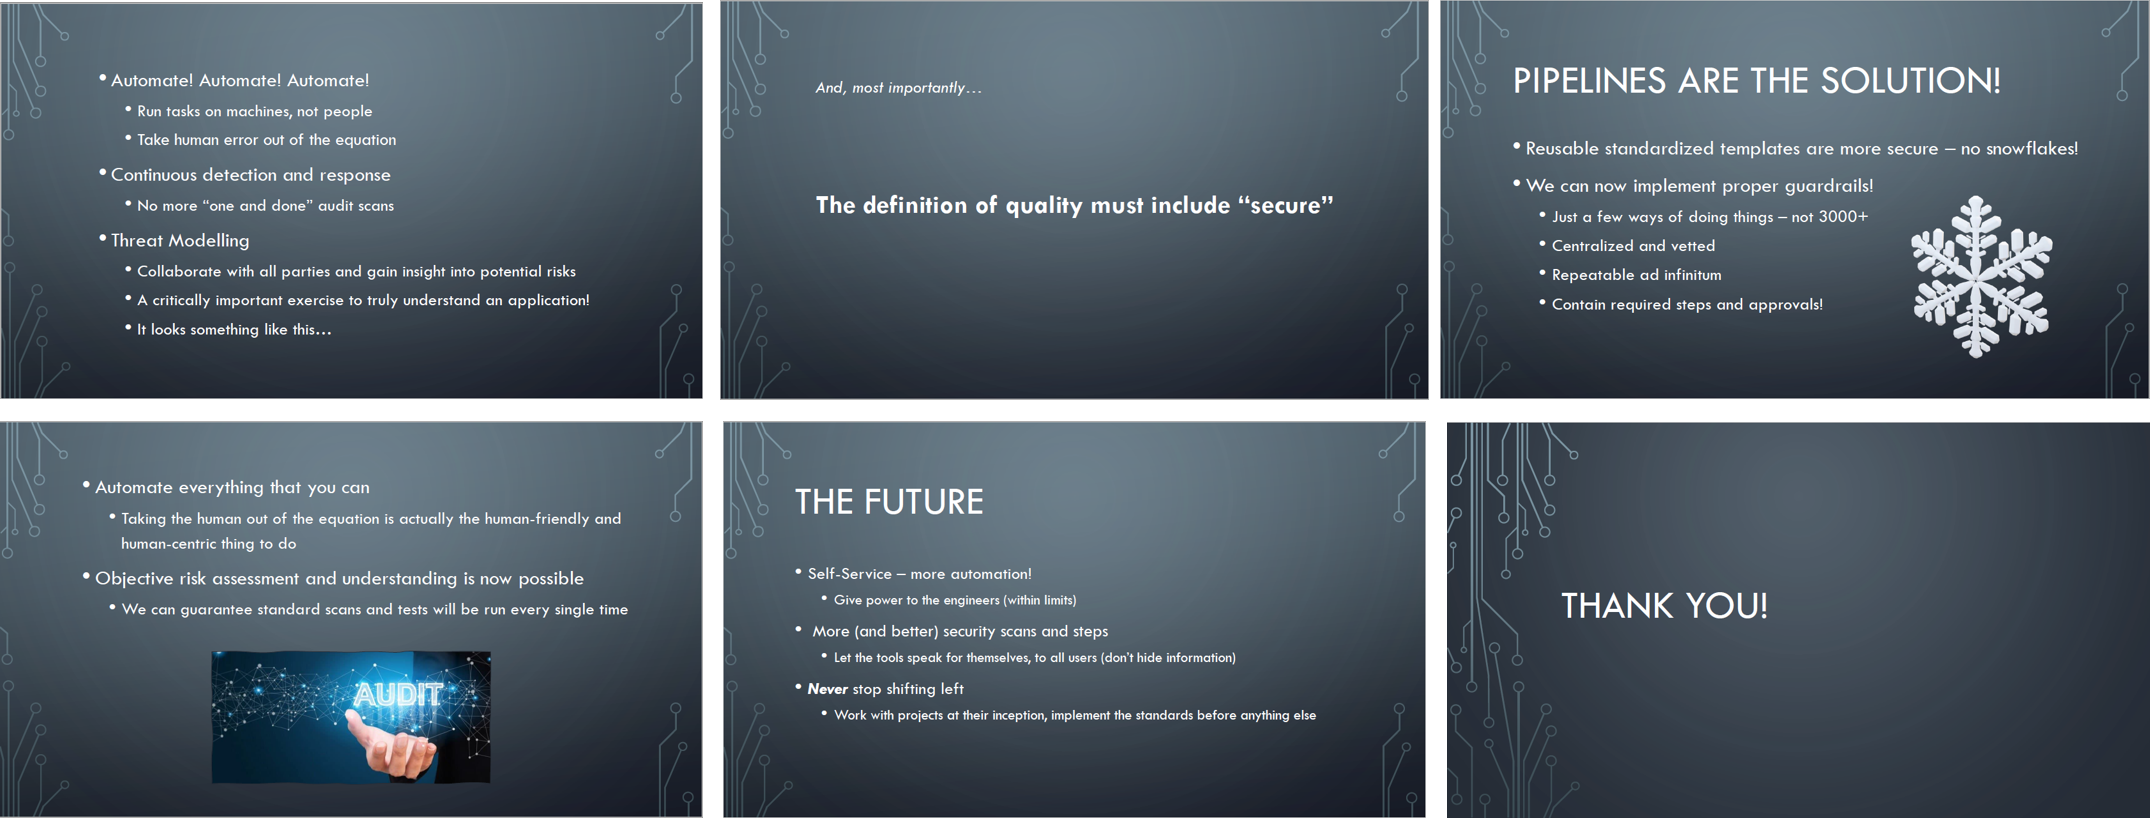 • Automate! Automate! Automate!
• Run tasks on machines, not people
• Take human error out of the equation
• Continuous detection and response
• No more “one and done” audit scans
• Threat Modelling
• Collaborate with all parties and gain insight into potential risks
• A critically important exercise to truly understand an application!
• It looks something like this…
And, most importantly…
The definition of quality must include “secure”
PIPELINES ARE THE SOLUTION!
• Reusable standardized templates are more secure – no snowflakes!
• We can now implement proper guardrails!
• Just a few ways of doing things – not 3000+
• Centralized and vetted
• Repeatable ad infinitum
• Contain required steps and approvals!
• Automate everything that you can
• Taking the human out of the equation is actually the human-friendly and
human-centric thing to do
• Objective risk assessment and understanding is now possible
• We can guarantee standard scans and tests will be run every single time
AUDIT
THE FUTURE
• Self-Service – more automation!
• Give power to the engineers (within limits)
• More (and better) security scans and steps
• Let the tools speak for themselves, to all users (don’t hide information)
• Never stop shifting left
• Work with projects at their inception, implement the standards before anything else
THANK YOU!